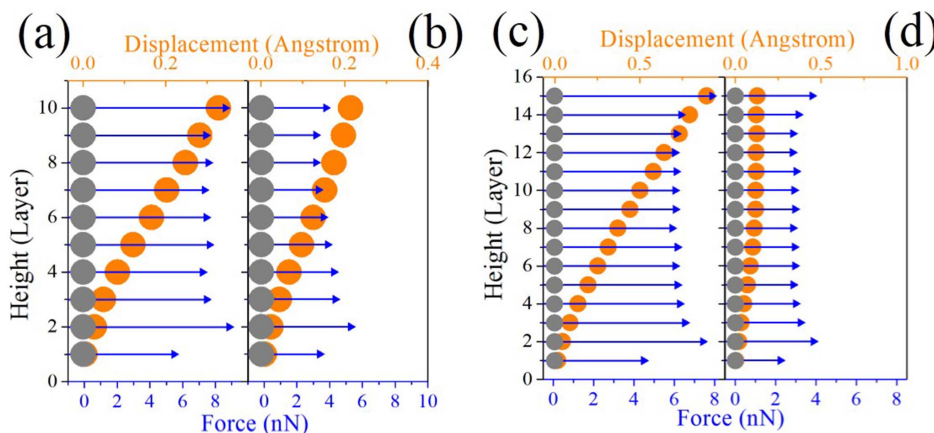 (a) Displacement (Angstrom) (b)
0.0 0.2 0.0 0.2 0.4
10
8
6
4
2
0
Height (Layer)
0 2 4 6 8 0 2 4 6 8 10
Force (nN)
(c) Displacement (Angstrom) (d)
0.0 0.5 0.0 0.5 1.0
16
14
12
10
8
6
4
2
0
Height (Layer)
0 2 4 6 8 0 2 4 6 8
Force (nN)